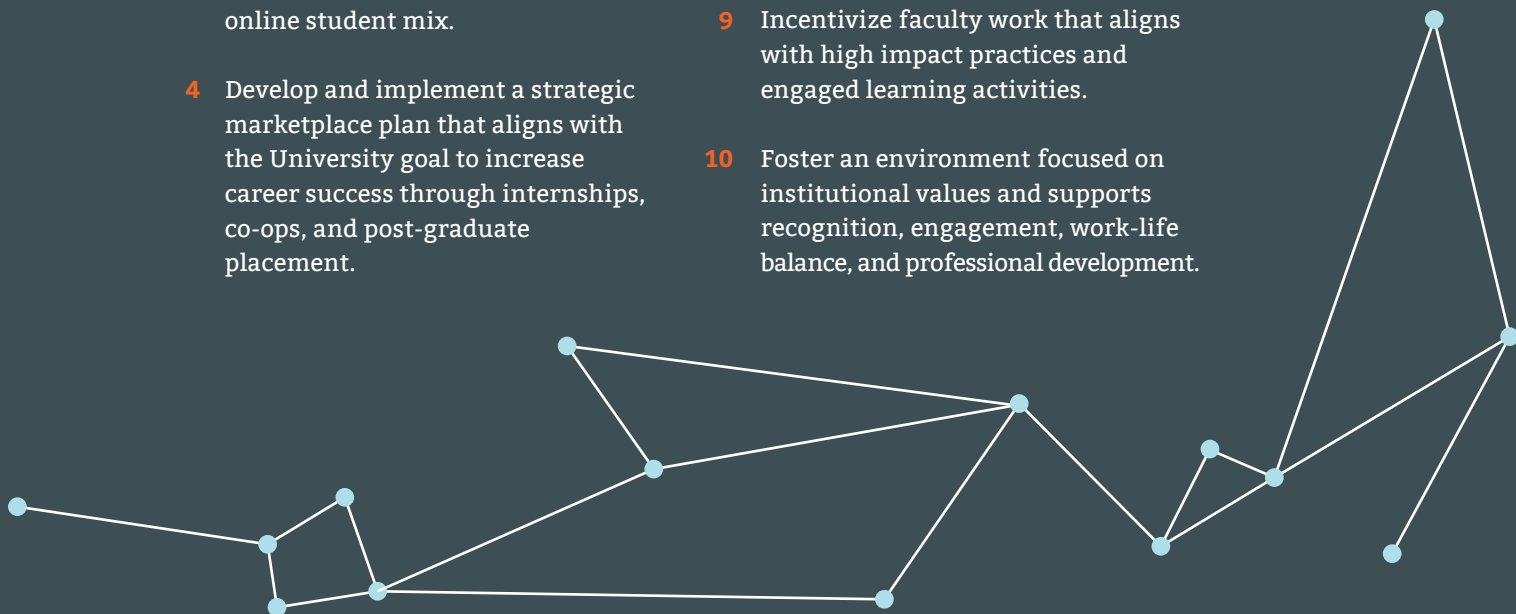 online student mix.
4 Develop and implement a strategic
marketplace plan that aligns with
the University goal to increase
career success through internships,
co-ops, and post-graduate
placement.
9 Incentivize faculty work that aligns
with high impact practices and
engaged learning activities.
10 Foster an environment focused on
institutional values and supports
recognition, engagement, work-life
balance, and professional development.